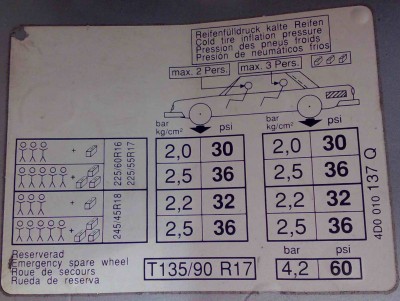 Reifenfülldruck kalte Reifen
Cold tire inflation pressure
Pression des pneus froids
Presión de neumáticos frios
max. 2 Pers. max. 3 Pers.
bar psi bar psi
kg/cm² kg/cm²
225/60R16 225/55R17
+ 2,0 30 2,0 30
+ 2,5 36 2,5 36
245/45R18
+ 2,2 32 2,2 32
+ 2,5 36 2,5 36
4D0 010 137 Q
Reserverad
Emergency spare wheel
Roue de secours
Rueda de reserva
T135/90 R17
bar psi
4,2 60